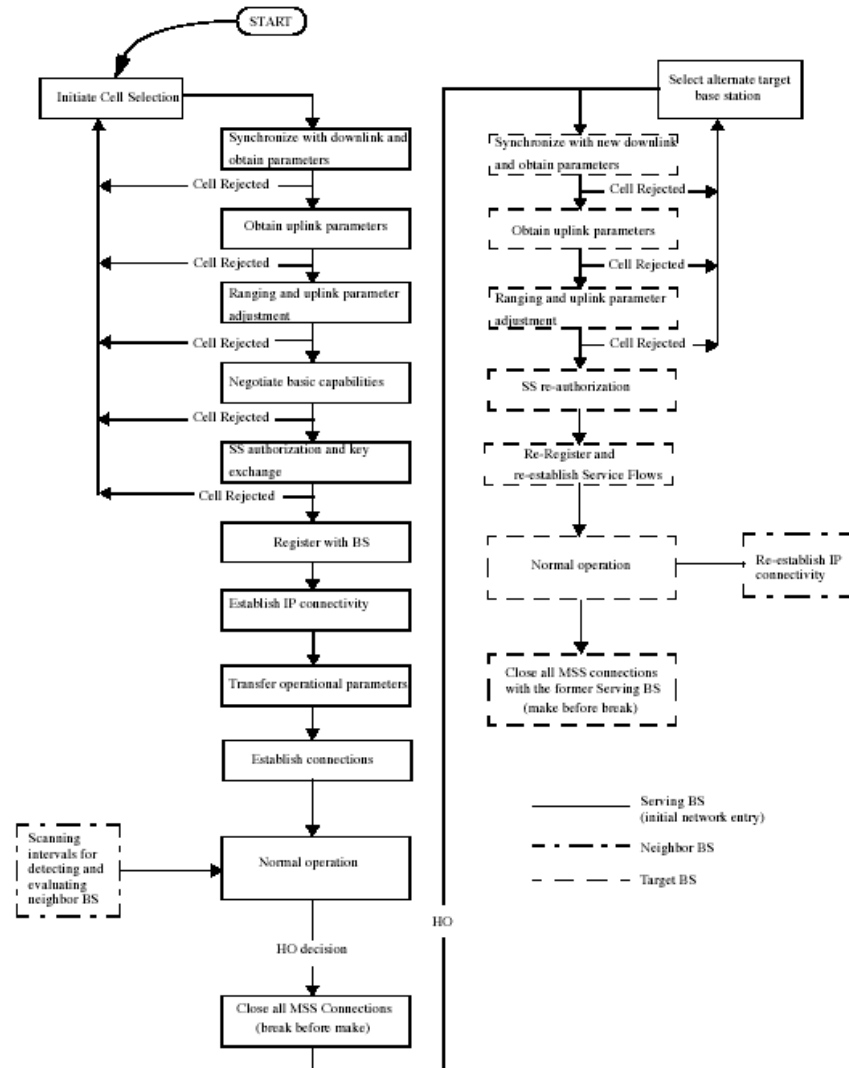 START
Initiate Cell Selection
Synchronize with downlink and
obtain parameters
Cell Rejected
Obtain uplink parameters
Cell Rejected
Ranging and uplink parameter
adjustment
Cell Rejected
Negotiate basic capabilities
Cell Rejected
SS authorization and key
exchange
Cell Rejected
Register with BS
Establish IP connectivity
Transfer operational parameters
Establish connections
Scanning
intervals for
detecting and
evaluating
neighbor BS
Normal operation
HO decision
Close all MSS Connections
(break before make)
HO
Select alternate target
base station
Synchronize with new downlink
and obtain parameters
Cell Rejected
Obtain uplink parameters
Cell Rejected
Ranging and uplink parameter
adjustment
Cell Rejected
SS re-authorization
Re-Register and
re-establish Service Flows
Normal operation
Re-establish IP
connectivity
Close all MSS connections
with the former Serving BS
(make before break)
Serving BS
(initial network entry)
Neighbor BS
Target BS